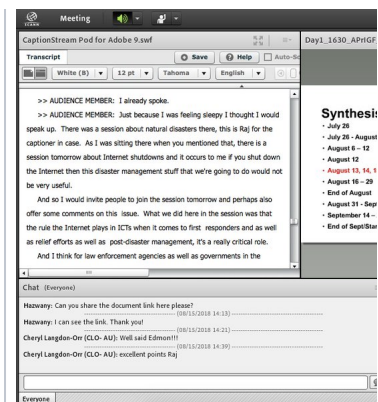 ICANN Meeting
CaptionStream Pod for Adobe 9.swf
Transcript Save Help Auto-Sc
White (B) 12 pt Tahoma English
>> AUDIENCE MEMBER: I already spoke.
>> AUDIENCE MEMBER: Just because I was feeling sleepy I thought I would
speak up. There was a session about natural disasters there, this is Raj for the
captioner in case. As I was sitting there when you mentioned that, there is a
session tomorrow about Internet shutdowns and it occurs to me if you shut down
the Internet then this disaster management stuff that we're going to do would not
be very useful.
And so I would invite people to join the session tomorrow and perhaps also
offer some comments on this issue. What we did here in the session was that
the rule the Internet plays in ICTs when it comes to first responders and as well
as relief efforts as well as post-disaster management, it's a really critical role.
And I think for law enforcement agencies as well as governments in the
Day1_1630_APrIGF
Synthesis
• July 26
• July 26 - August
• August 6 – 12
• August 12
• August 13, 14, 1
• August 16 – 29
• End of August
• August 31 - Sept
• September 14 –
• End of Sept/Star
Chat (Everyone)
Hazwany: Can you share the document link here please?
(08/15/2018 14:13)
Hazwany: I can see the link. Thank you!
(08/15/2018 14:21)
Cheryl Langdon-Orr (CLO- AU): Well said Edmon!!!
(08/15/2018 14:39)
Cheryl Langdon-Orr (CLO- AU): excellent points Raj
Everyone